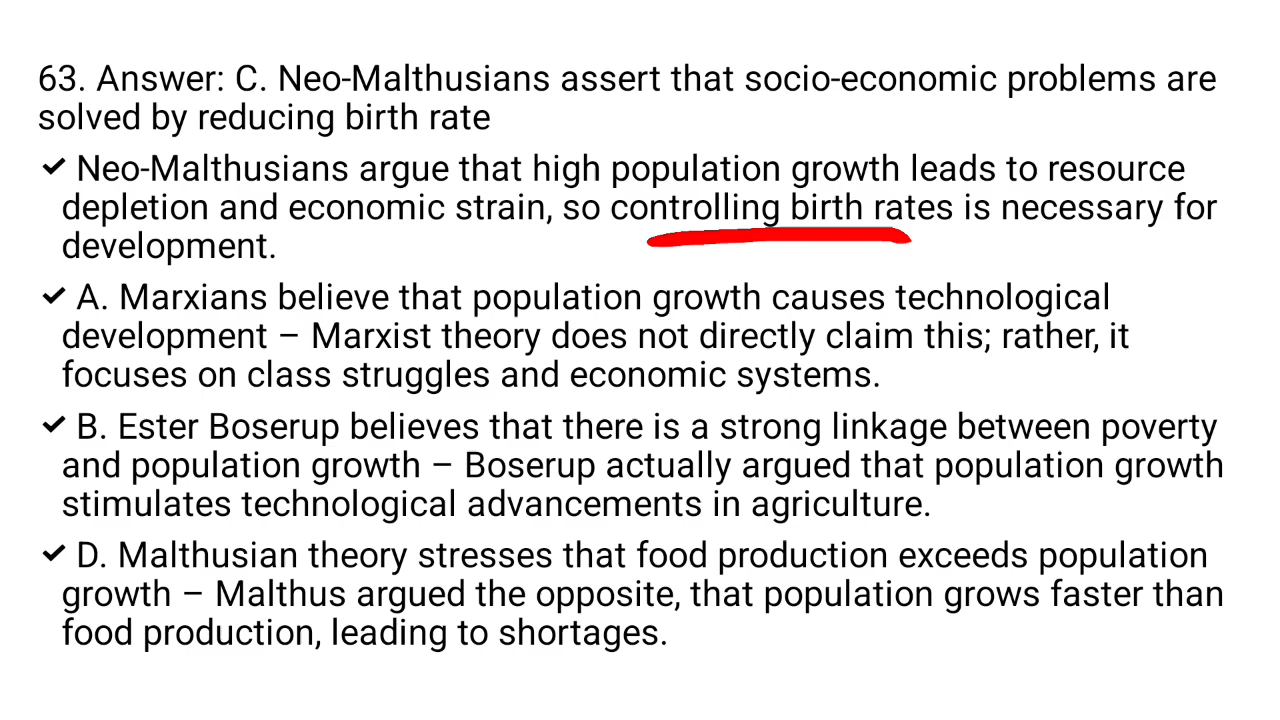 63. Answer: C. Neo-Malthusians assert that socio-economic problems are
solved by reducing birth rate
✔ Neo-Malthusians argue that high population growth leads to resource
depletion and economic strain, so controlling birth rates is necessary for
development.
✔ A. Marxians believe that population growth causes technological
development – Marxist theory does not directly claim this; rather, it
focuses on class struggles and economic systems.
✔ B. Ester Boserup believes that there is a strong linkage between poverty
and population growth – Boserup actually argued that population growth
stimulates technological advancements in agriculture.
✔ D. Malthusian theory stresses that food production exceeds population
growth – Malthus argued the opposite, that population grows faster than
food production, leading to shortages.